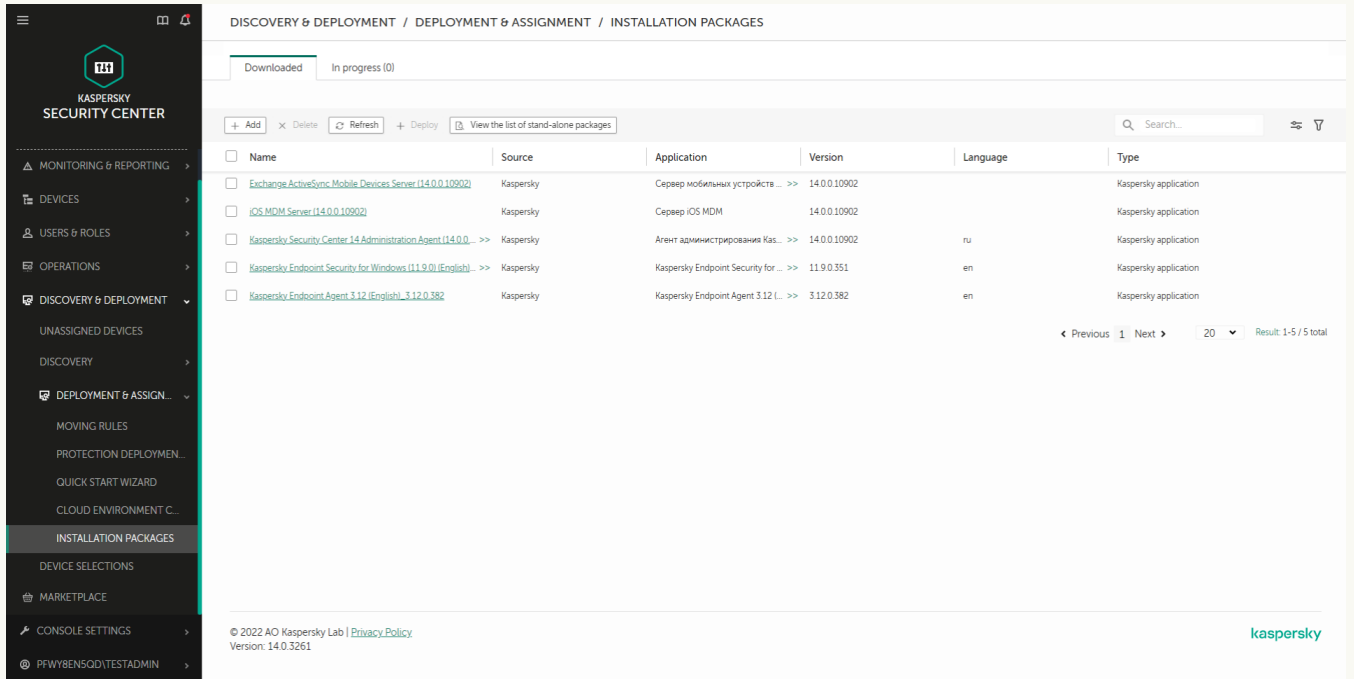 DISCOVERY & DEPLOYMENT / DEPLOYMENT & ASSIGNMENT / INSTALLATION PACKAGES
KASPERSKY
SECURITY CENTER
MONITORING & REPORTING
DEVICES
USERS & ROLES
OPERATIONS
DISCOVERY & DEPLOYMENT
UNASSIGNED DEVICES
DISCOVERY
DEPLOYMENT & ASSIGN...
MOVING RULES
PROTECTION DEPLOYMEN...
QUICK START WIZARD
CLOUD ENVIRONMENT C...
INSTALLATION PACKAGES
DEVICE SELECTIONS
MARKETPLACE
CONSOLE SETTINGS
PFWY8EN5QD\TESTADMIN
Downloaded In progress (0)
+ Add × Delete Refresh + Deploy View the list of stand-alone packages Search...
Name Source Application Version Language Type
Exchange ActiveSync Mobile Devices Server (14.0.0.10902) Kaspersky Сервер мобильных устройств ... >> 14.0.0.10902 Kaspersky application
iOS MDM Server (14.0.0.10902) Kaspersky Сервер iOS MDM 14.0.0.10902 Kaspersky application
Kaspersky Security Center 14 Administration Agent (14.0.0.... >> Kaspersky Агент администрирования Kas... >> 14.0.0.10902 ru Kaspersky application
Kaspersky Endpoint Security for Windows (11.9.0) (English)... >> Kaspersky Kaspersky Endpoint Security for ... >> 11.9.0.351 en Kaspersky application
Kaspersky Endpoint Agent 3.12 (English)_3.12.0.382 Kaspersky Kaspersky Endpoint Agent 3.12 (... >> 3.12.0.382 en Kaspersky application
Previous 1 Next 20 Result: 1-5 / 5 total
© 2022 AO Kaspersky Lab | Privacy Policy
Version: 14.0.3261
kaspersky